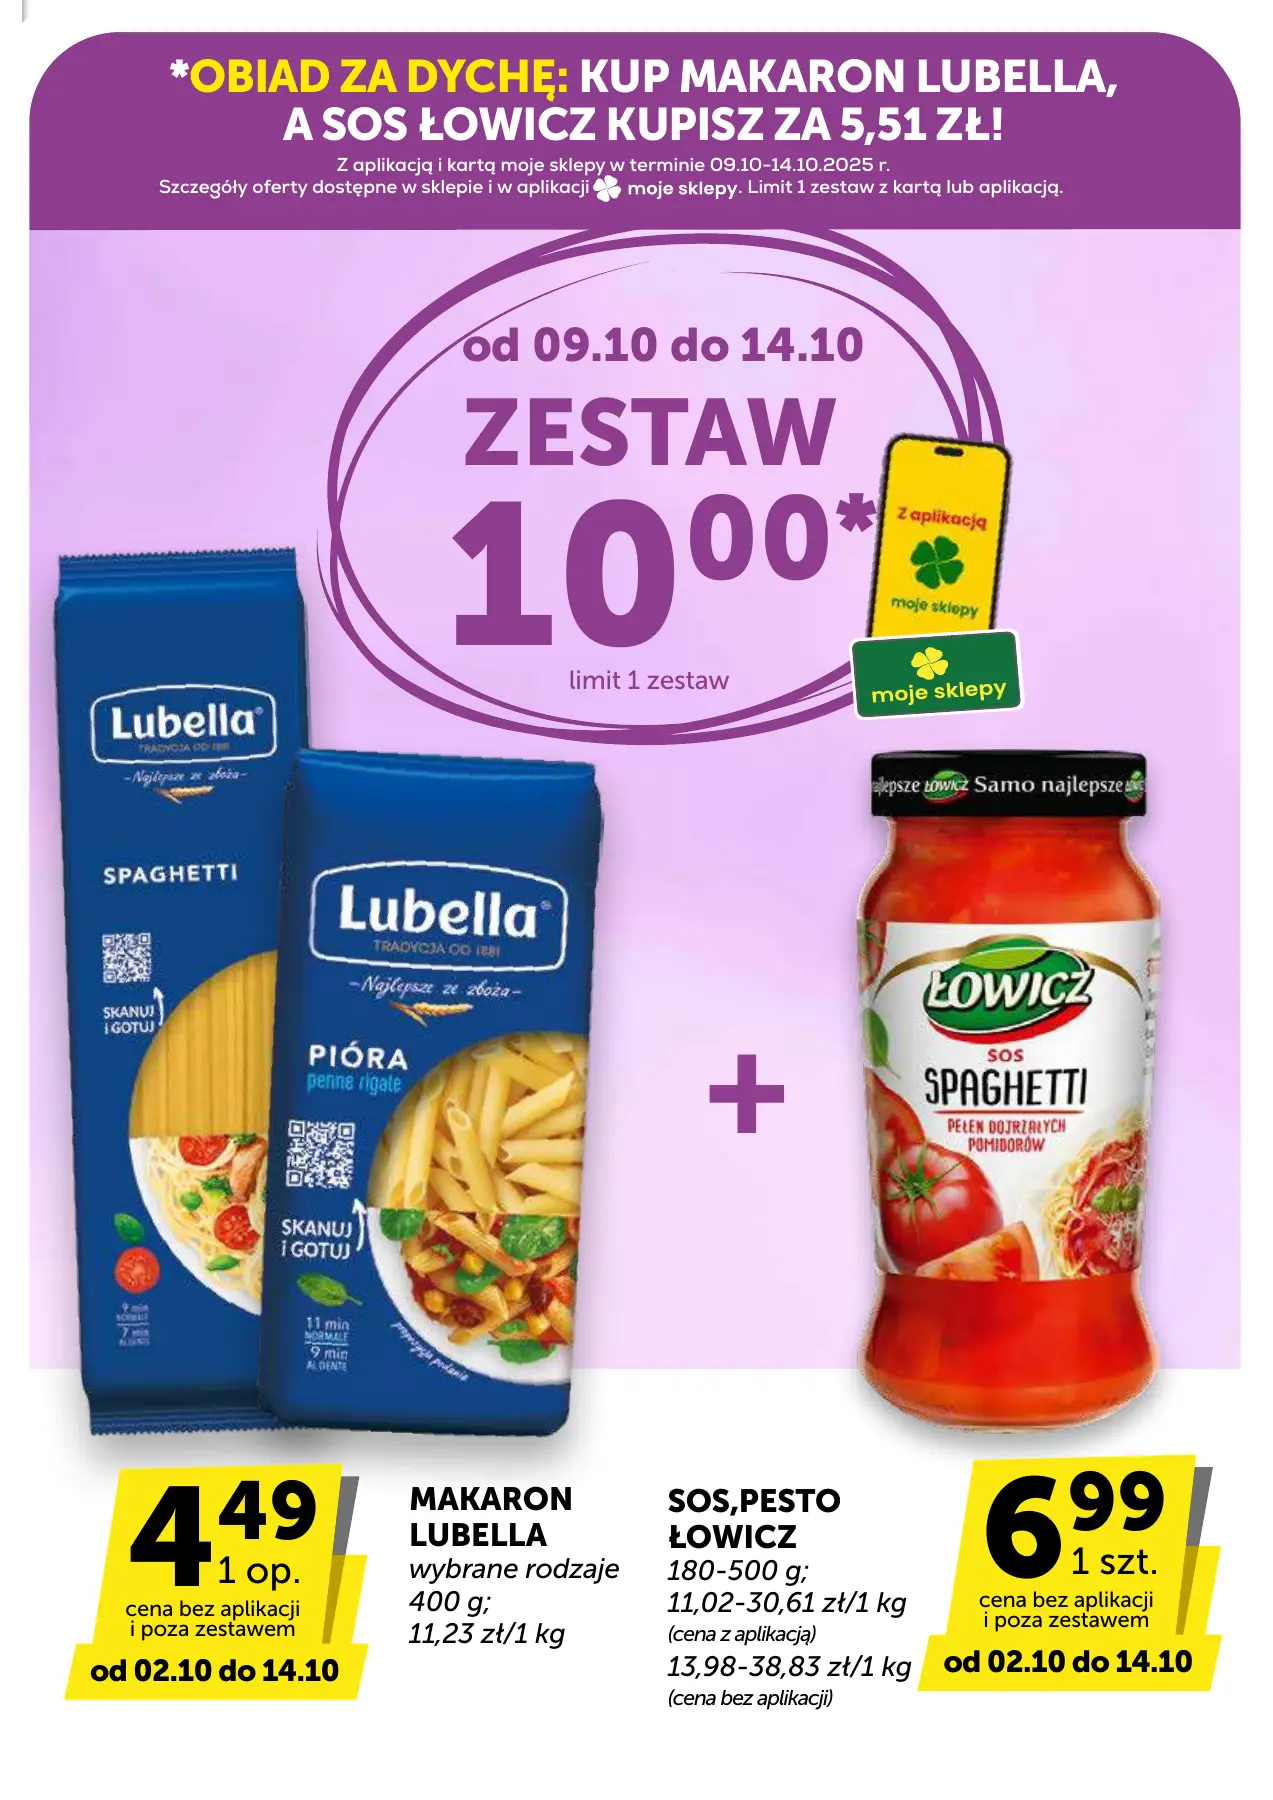 *OBIAD ZA DYCHĘ: KUP MAKARON LUBELLA,
A SOS ŁOWICZ KUPISZ ZA 5,51 ZŁ!
Z aplikacją i kartą moje sklepy w terminie 09.10-14.10.2025 r.
Szczegóły oferty dostępne w sklepie i w aplikacji moje sklepy. Limit 1 zestaw z kartą lub aplikacją.
od 09.10 do 14.10
ZESTAW
10 00*
limit 1 zestaw
Z aplikacją
moje sklepy
moje sklepy
Lubella®
TRADYCJA OD 1881
Najlepsze ze zboża
SPAGHETTI
SKANUJ
i GOTUJ
9 min
NORMALE
7 min
AL DENTE
Lubella®
TRADYCJA OD 1881
Najlepsze ze zboża
PIÓRA
penne rigate
SKANUJ
i GOTUJ
11 min
NORMALE
9 min
AL DENTE
propozycja podania
+
najlepsze ŁOWICZ Samo najlepsze ŁOWICZ
ŁOWICZ
SOS
SPAGHETTI
PEŁEN DOJRZAŁYCH
POMIDORÓW
4 49
1 op.
cena bez aplikacji
i poza zestawem
od 02.10 do 14.10
MAKARON
LUBELLA
wybrane rodzaje
400 g;
11,23 zł/1 kg
SOS,PESTO
ŁOWICZ
180-500 g;
11,02-30,61 zł/1 kg
(cena z aplikacją)
13,98-38,83 zł/1 kg
(cena bez aplikacji)
6 99
1 szt.
cena bez aplikacji
i poza zestawem
od 02.10 do 14.10